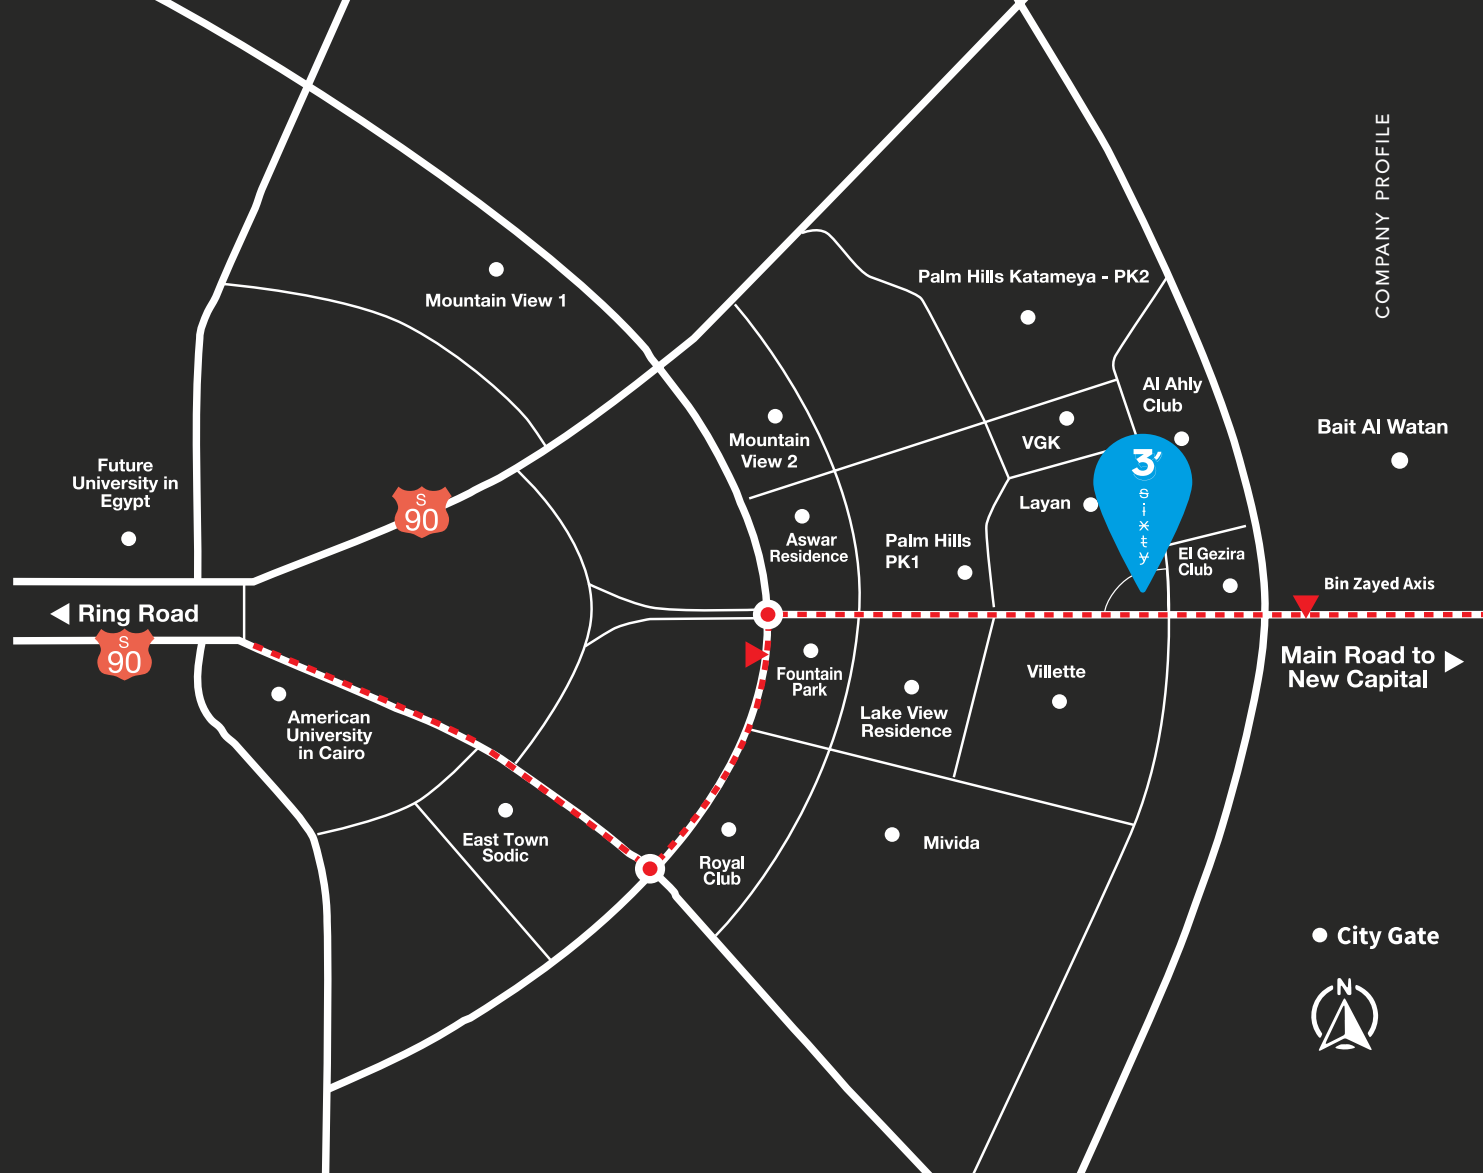 COMPANY PROFILE
Mountain View 1
Palm Hills Katameya - PK2
Al Ahly
Club
Bait Al Watan
Mountain
View 2
VGK
Future
University in
Egypt
3'
sixty
S
90
Layan
Aswar
Residence
Palm Hills
PK1
El Gezira
Club
Bin Zayed Axis
Ring Road
S
90
Main Road to
New Capital
Fountain
Park
Villette
Lake View
Residence
American
University
in Cairo
East Town
Sodic
Royal
Club
Mivida
City Gate
N